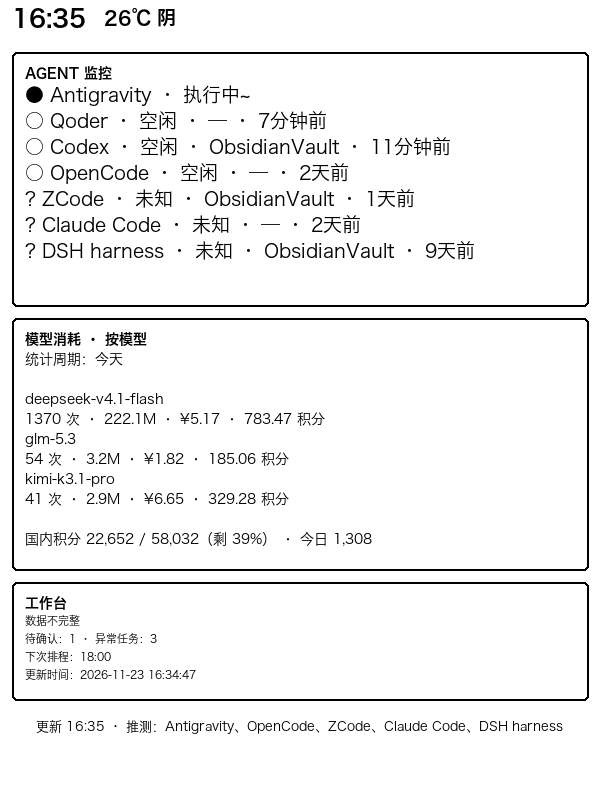 16:35 26℃ 阴
AGENT 监控
● Antigravity · 执行中~
○ Qoder · 空闲 · — · 7分钟前
○ Codex · 空闲 · ObsidianVault · 11分钟前
○ OpenCode · 空闲 · — · 2天前
? ZCode · 未知 · ObsidianVault · 1天前
? Claude Code · 未知 · — · 2天前
? DSH harness · 未知 · ObsidianVault · 9天前
模型消耗 · 按模型
统计周期：今天
deepseek-v4.1-flash
1370 次 · 222.1M · ¥5.17 · 783.47 积分
glm-5.3
54 次 · 3.2M · ¥1.82 · 185.06 积分
kimi-k3.1-pro
41 次 · 2.9M · ¥6.65 · 329.28 积分
国内积分 22,652 / 58,032（剩 39%） · 今日 1,308
工作台
数据不完整
待确认：1 · 异常任务：3
下次排程：18:00
更新时间：2026-11-23 16:34:47
更新 16:35 · 推测：Antigravity、OpenCode、ZCode、Claude Code、DSH harness